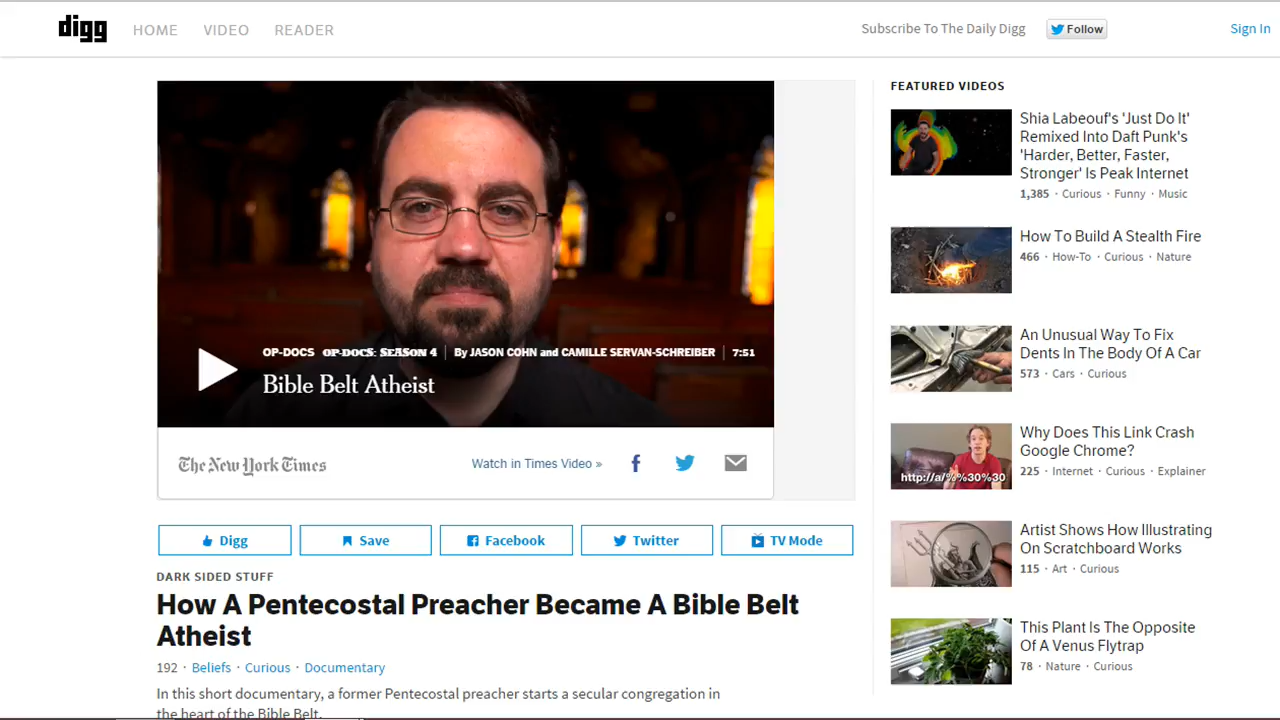 digg HOME VIDEO READER Subscribe To The Daily Digg Follow Sign In
OP-DOCS OP-DOCS: SEASON 4 By JASON COHN and CAMILLE SERVAN-SCHREIBER 7:51
Bible Belt Atheist
The New York Times Watch in Times Video »
Digg Save Facebook Twitter TV Mode
DARK SIDED STUFF
How A Pentecostal Preacher Became A Bible Belt
Atheist
192 · Beliefs · Curious · Documentary
In this short documentary, a former Pentecostal preacher starts a secular congregation in
the heart of the Bible Belt.
FEATURED VIDEOS
Shia Labeouf's 'Just Do It'
Remixed Into Daft Punk's
'Harder, Better, Faster,
Stronger' Is Peak Internet
1,385 · Curious · Funny · Music
How To Build A Stealth Fire
466 · How-To · Curious · Nature
An Unusual Way To Fix
Dents In The Body Of A Car
573 · Cars · Curious
http://a/%%30%30
Why Does This Link Crash
Google Chrome?
225 · Internet · Curious · Explainer
Artist Shows How Illustrating
On Scratchboard Works
115 · Art · Curious
This Plant Is The Opposite
Of A Venus Flytrap
78 · Nature · Curious